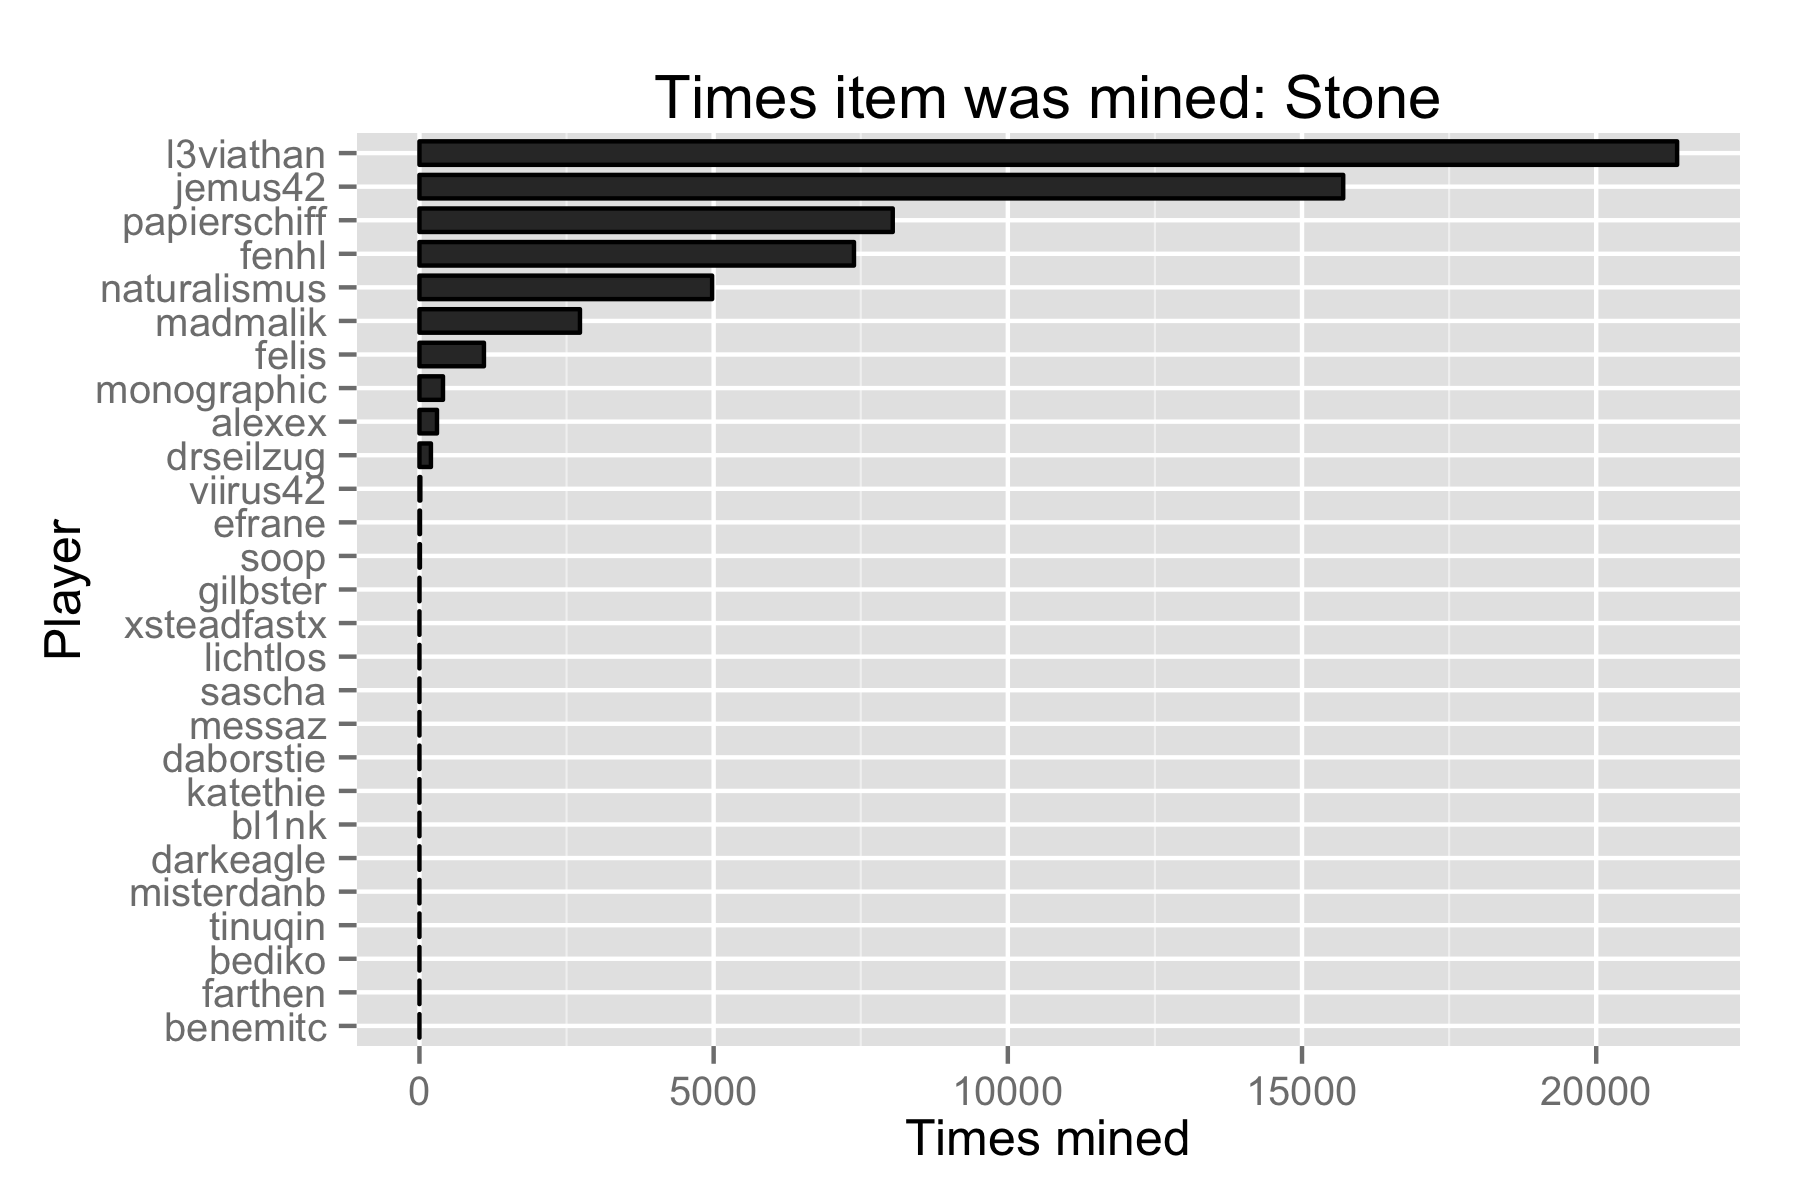 Times item was mined: Stone
l3viathan
jemus42
papierschiff
fenhl
naturalismus
madmalik
felis
monographic
alexex
drseilzug
viirus42
efrane
soop
gilbster
xsteadfastx
lichtlos
sascha
messaz
daborstie
katethie
bl1nk
darkeagle
misterdanb
tinuqin
bediko
farthen
benemitc
Player
0 5000 10000 15000 20000
Times mined